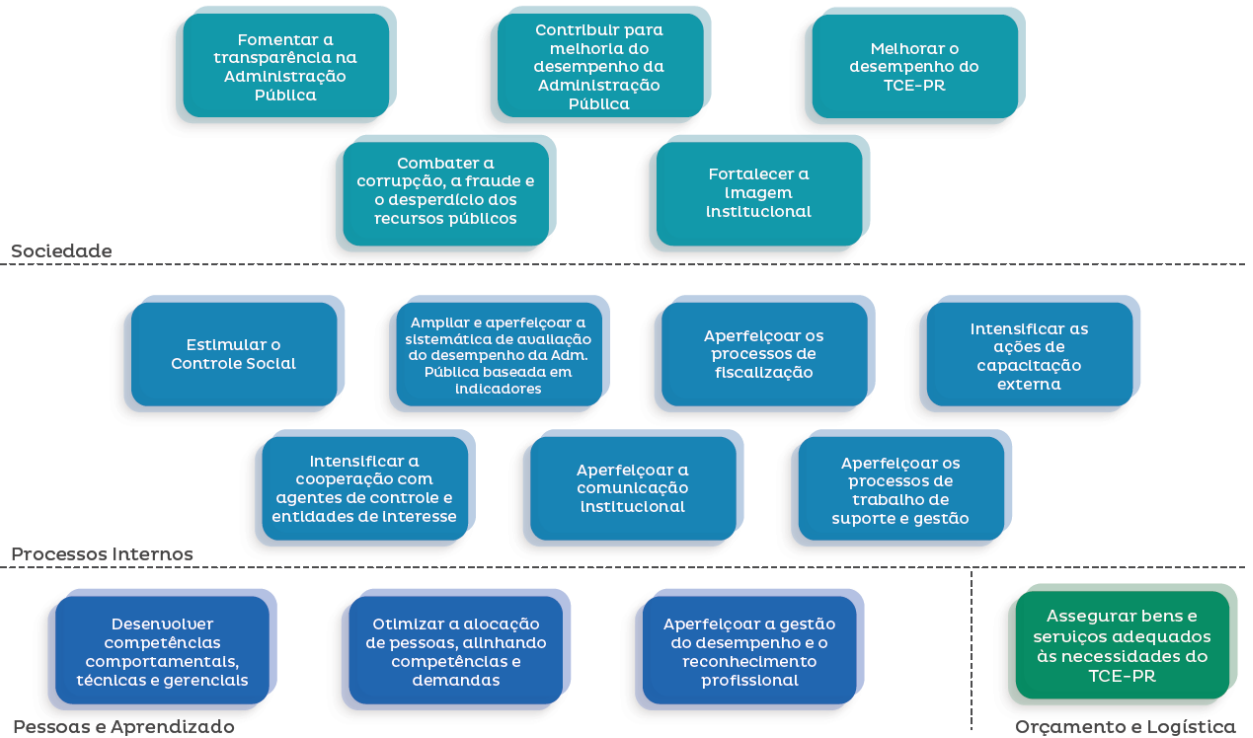 Fomentar a
transparência na
Administração
Pública
Contribuir para
melhoria do
desempenho da
Administração
Pública
Melhorar o
desempenho do
TCE-PR
Combater a
corrupção, a fraude e
o desperdício dos
recursos públicos
Fortalecer a
Imagem
institucional
Sociedade
Estimular o
Controle Social
Ampliar e aperfeiçoar a
sistemática de avaliação
do desempenho da Adm.
Pública baseada em
indicadores
Aperfeiçoar os
processos de
fiscalização
Intensificar as
ações de
capacitação
externa
Intensificar a
cooperação com
agentes de controle e
entidades de interesse
Aperfeiçoar a
comunicação
institucional
Aperfeiçoar os
processos de
trabalho de
suporte e gestão
Processos Internos
Desenvolver
competências
comportamentais,
técnicas e gerenciais
Otimizar a alocação
de pessoas, alinhando
competências e
demandas
Aperfeiçoar a gestão
do desempenho e o
reconhecimento
profissional
Assegurar bens e
serviços adequados
às necessidades do
TCE-PR
Pessoas e Aprendizado
Orçamento e Logística